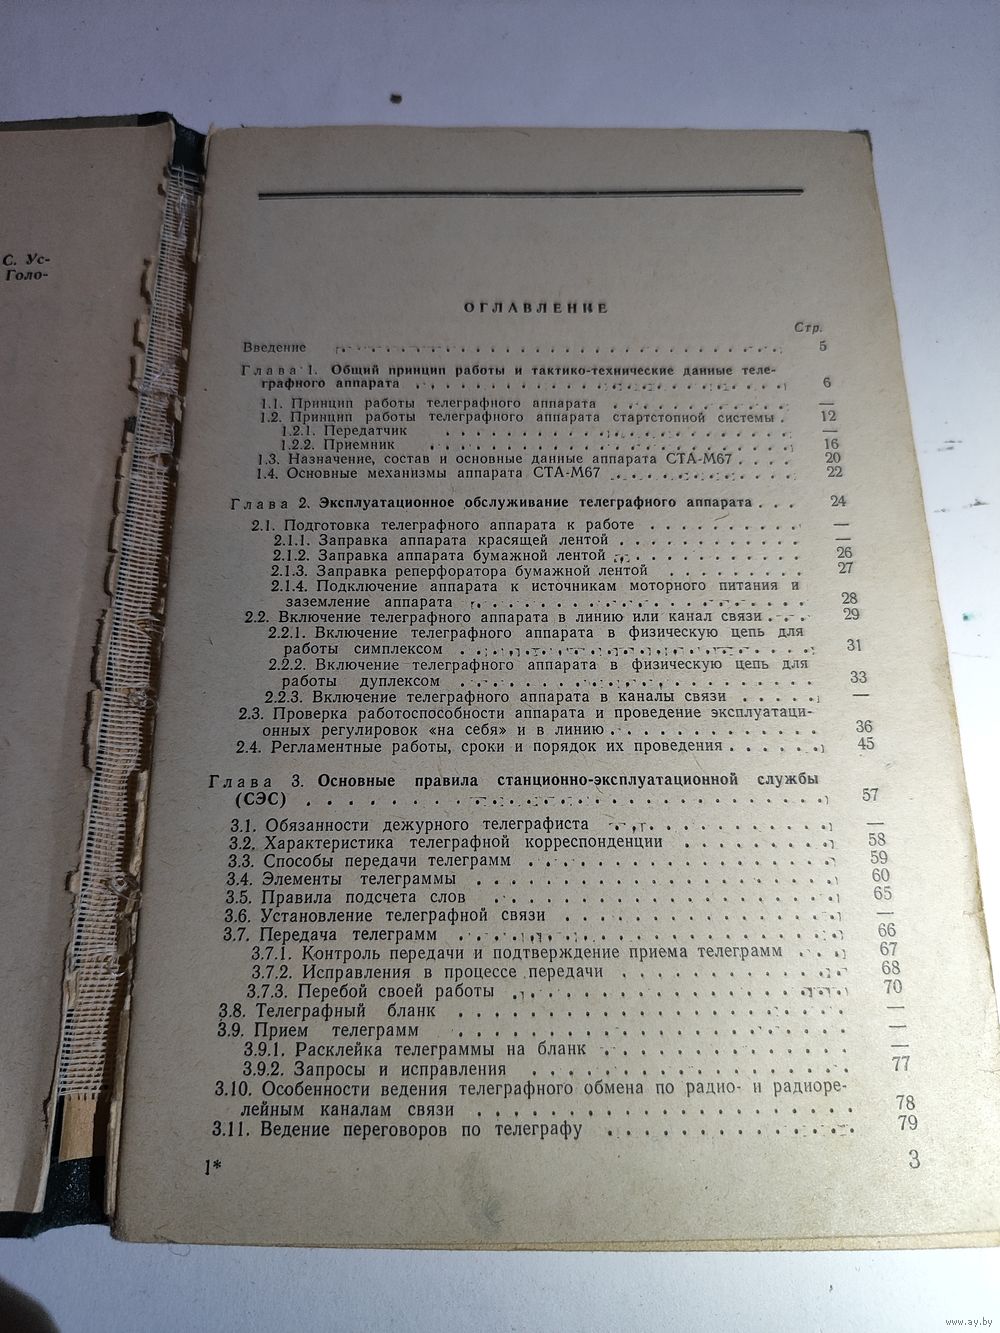 С. Ус-
Голо-
ОГЛАВЛЕНИЕ
Стр.
Введение . . . . . . . . . . . . . . . . . . . . 5
Глава 1. Общий принцип работы и тактико-технические данные теле-
графного аппарата . . . . . . . . . . . . . . . . 6
1.1. Принцип работы телеграфного аппарата . . . . . . . . —
1.2. Принцип работы телеграфного аппарата стартстопной системы . 12
1.2.1. Передатчик . . . . . . . . . . . . . . . . —
1.2.2. Приемник . . . . . . . . . . . . . . . . 16
1.3. Назначение, состав и основные данные аппарата СТА-М67 . . . . 20
1.4. Основные механизмы аппарата СТА-М67 . . . . . . . . 22
Глава 2. Эксплуатационное обслуживание телеграфного аппарата . . . 24
2.1. Подготовка телеграфного аппарата к работе . . . . . . . . —
2.1.1. Заправка аппарата красящей лентой . . . . . . . . —
2.1.2. Заправка аппарата бумажной лентой . . . . . . . . 26
2.1.3. Заправка реперфоратора бумажной лентой . . . . . . . 27
2.1.4. Подключение аппарата к источникам моторного питания и
заземление аппарата . . . . . . . . . . . . . . 28
2.2. Включение телеграфного аппарата в линию или канал связи . . . 29
2.2.1. Включение телеграфного аппарата в физическую цепь для
работы симплексом . . . . . . . . . . . . . . 31
2.2.2. Включение телеграфного аппарата в физическую цепь для
работы дуплексом . . . . . . . . . . . . . . 33
2.2.3. Включение телеграфного аппарата в каналы связи . . . . . —
2.3. Проверка работоспособности аппарата и проведение эксплуатаци-
онных регулировок «на себя» и в линию . . . . . . . . . 36
2.4. Регламентные работы, сроки и порядок их проведения . . . . . 45
Глава 3. Основные правила станционно-эксплуатационной службы
(СЭС) . . . . . . . . . . . . . . . . . . . . 57
3.1. Обязанности дежурного телеграфиста . . . . . . . . . . —
3.2. Характеристика телеграфной корреспонденции . . . . . . . 58
3.3. Способы передачи телеграмм . . . . . . . . . . . . 59
3.4. Элементы телеграммы . . . . . . . . . . . . . . 60
3.5. Правила подсчета слов . . . . . . . . . . . . . . 65
3.6. Установление телеграфной связи . . . . . . . . . . . —
3.7. Передача телеграмм . . . . . . . . . . . . . . . 66
3.7.1. Контроль передачи и подтверждение приема телеграмм . . . 67
3.7.2. Исправления в процессе передачи . . . . . . . . . 68
3.7.3. Перебой своей работы . . . . . . . . . . . . . 70
3.8. Телеграфный бланк . . . . . . . . . . . . . . . —
3.9. Прием телеграмм . . . . . . . . . . . . . . . —
3.9.1. Расклейка телеграммы на бланк . . . . . . . . . . —
3.9.2. Запросы и исправления . . . . . . . . . . . . 77
3.10. Особенности ведения телеграфного обмена по радио- и радиоре-
лейным каналам связи . . . . . . . . . . . . . . 78
3.11. Ведение переговоров по телеграфу . . . . . . . . . . 79
1*
3
www.ay.by